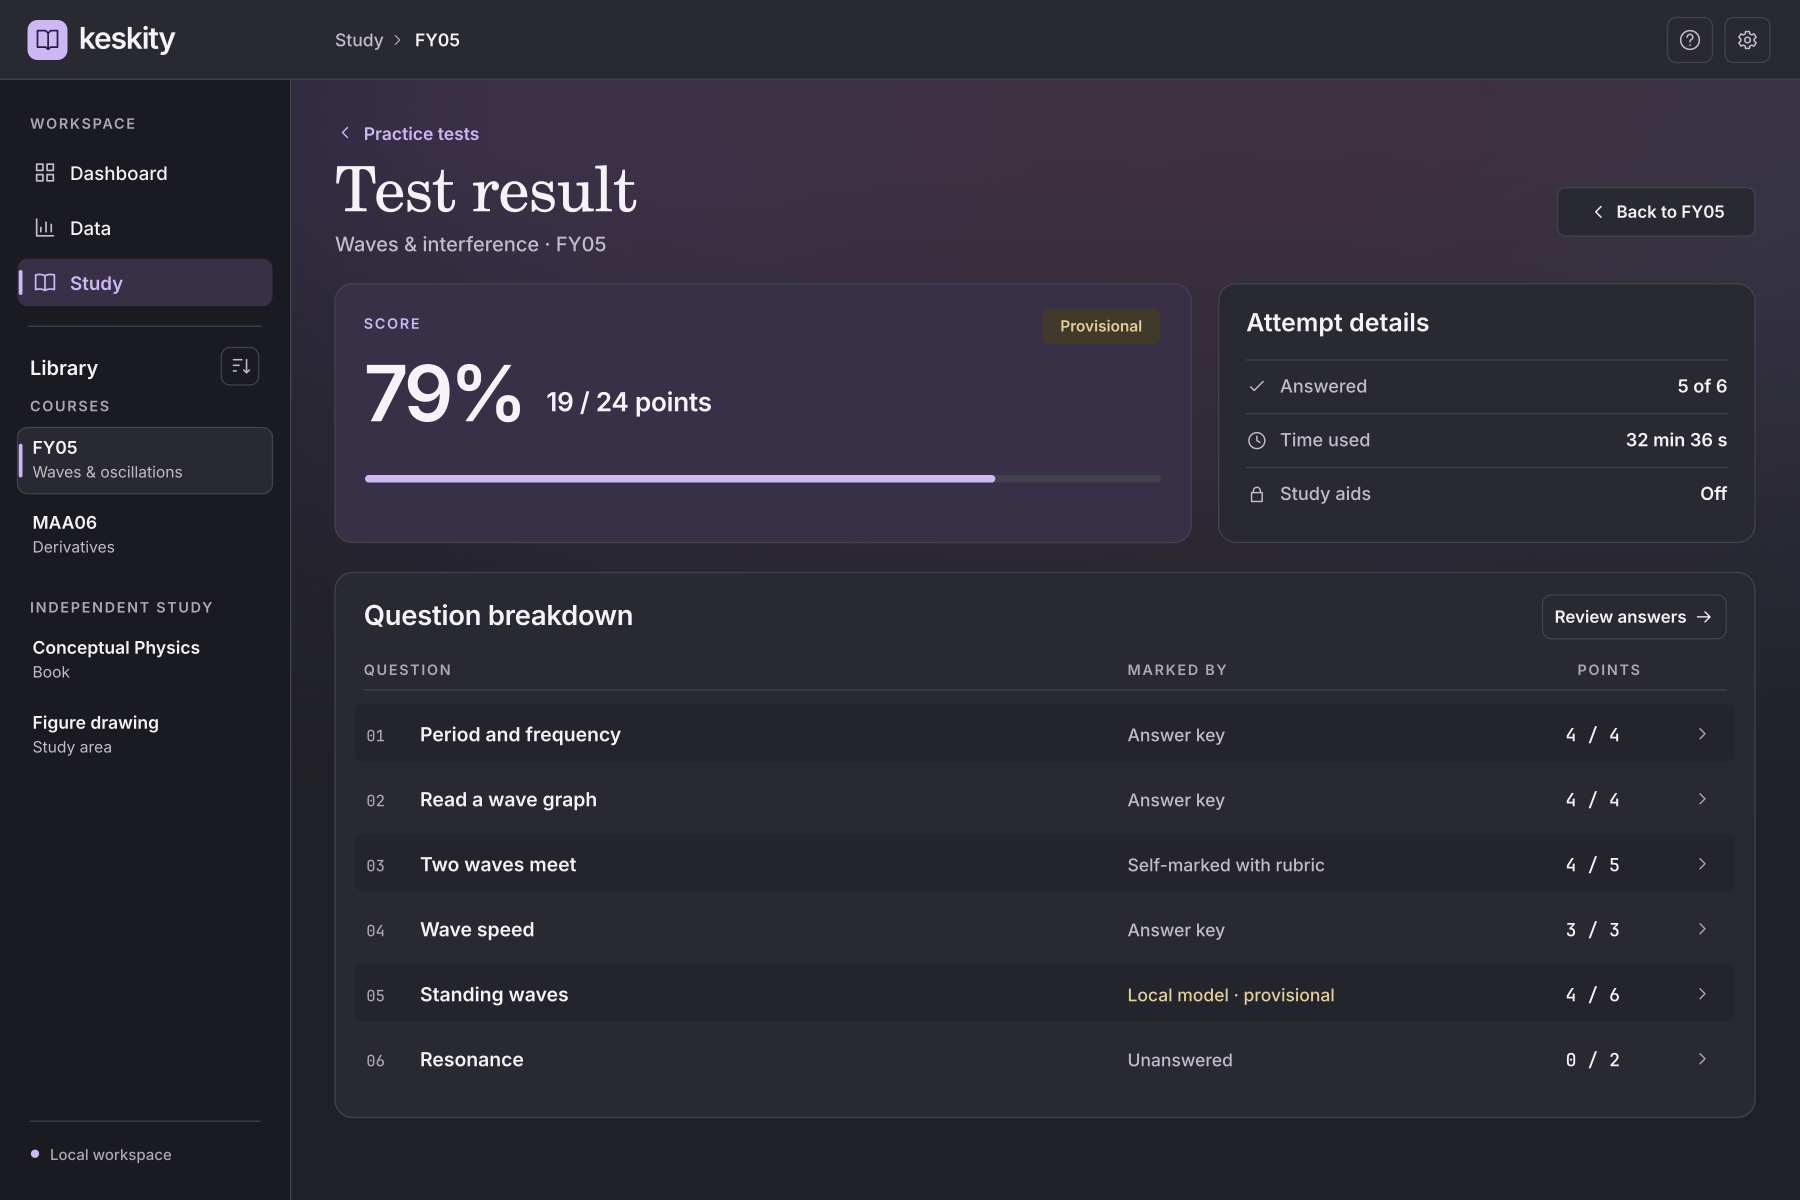 keskity
Study > FY05
WORKSPACE
Dashboard
Data
Study
Library
COURSES
FY05
Waves & oscillations
MAA06
Derivatives
INDEPENDENT STUDY
Conceptual Physics
Book
Figure drawing
Study area
Local workspace
Practice tests
Test result
Waves & interference · FY05
Back to FY05
SCORE
Provisional
79% 19 / 24 points
Attempt details
Answered 5 of 6
Time used 32 min 36 s
Study aids Off
Question breakdown
Review answers →
QUESTION MARKED BY POINTS
01 Period and frequency Answer key 4 / 4
02 Read a wave graph Answer key 4 / 4
03 Two waves meet Self-marked with rubric 4 / 5
04 Wave speed Answer key 3 / 3
05 Standing waves Local model · provisional 4 / 6
06 Resonance Unanswered 0 / 2